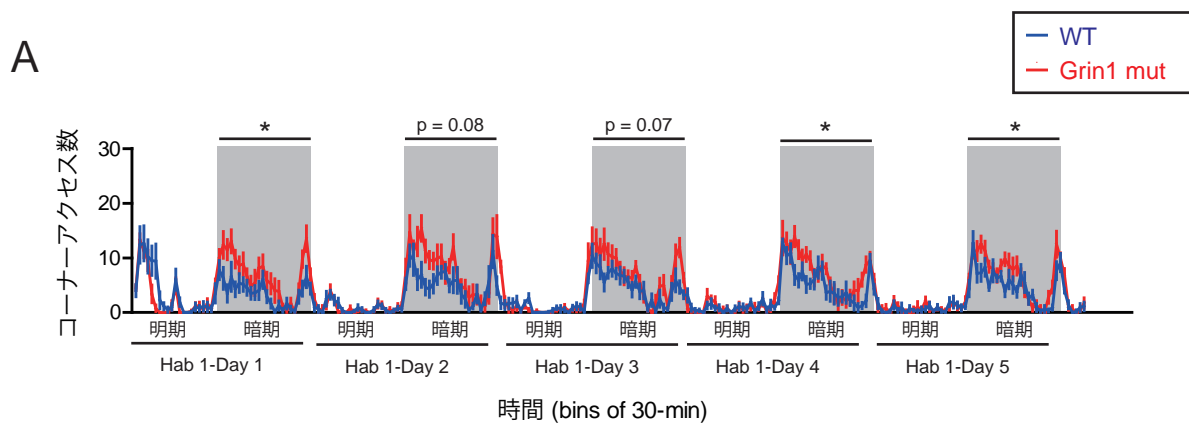 A
WT
Grin1 mut
* p = 0.08 p = 0.07 * *
コーナーアクセス数
30
20
10
0
明期 暗期 明期 暗期 明期 暗期 明期 暗期 明期 暗期
Hab 1-Day 1 Hab 1-Day 2 Hab 1-Day 3 Hab 1-Day 4 Hab 1-Day 5
時間 (bins of 30-min)